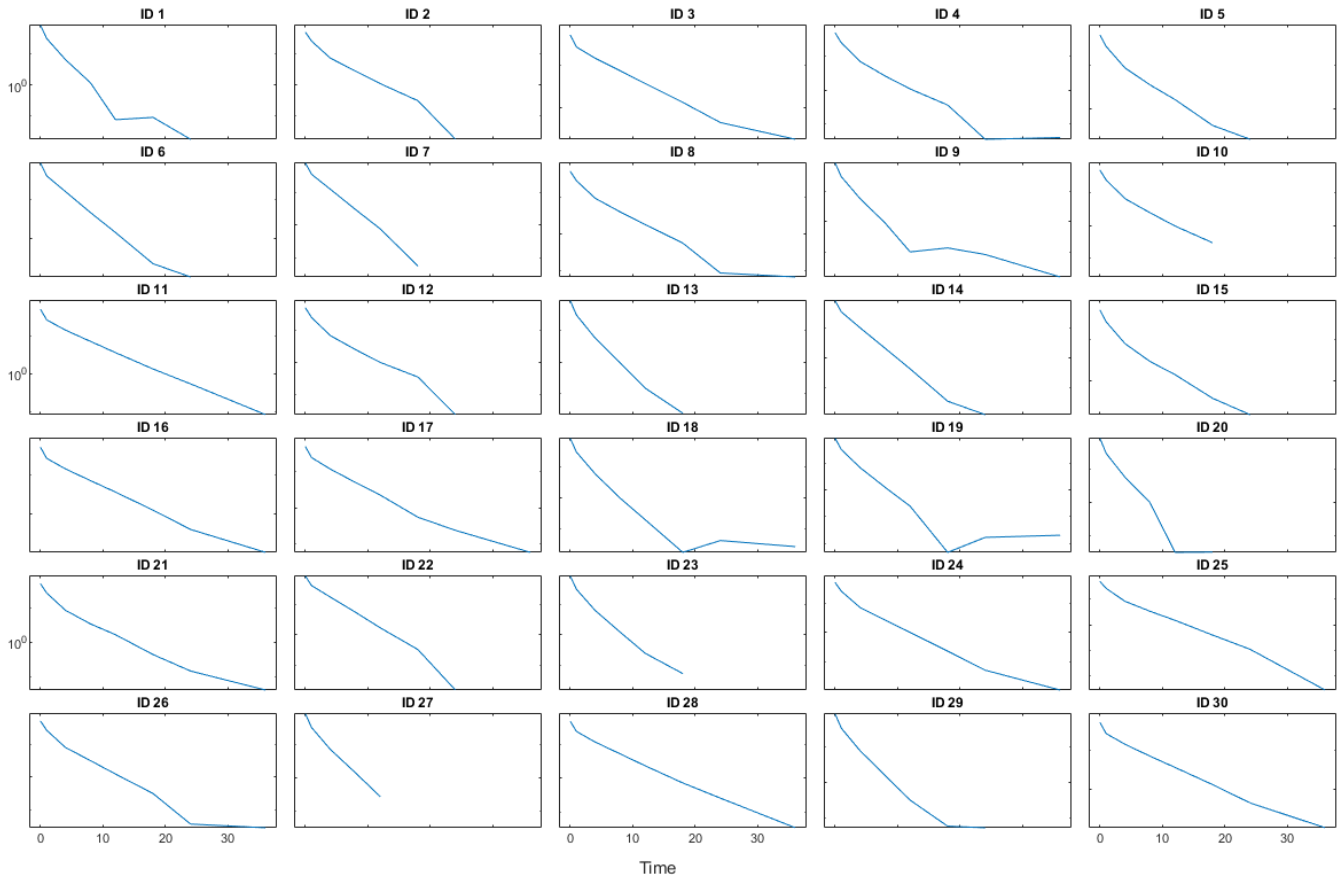 ID 1 ID 2 ID 3 ID 4 ID 5
10⁰
ID 6 ID 7 ID 8 ID 9 ID 10
ID 11 ID 12 ID 13 ID 14 ID 15
10⁰
ID 16 ID 17 ID 18 ID 19 ID 20
ID 21 ID 22 ID 23 ID 24 ID 25
10⁰
ID 26 ID 27 ID 28 ID 29 ID 30
0 10 20 30 0 10 20 30 0 10 20 30
Time